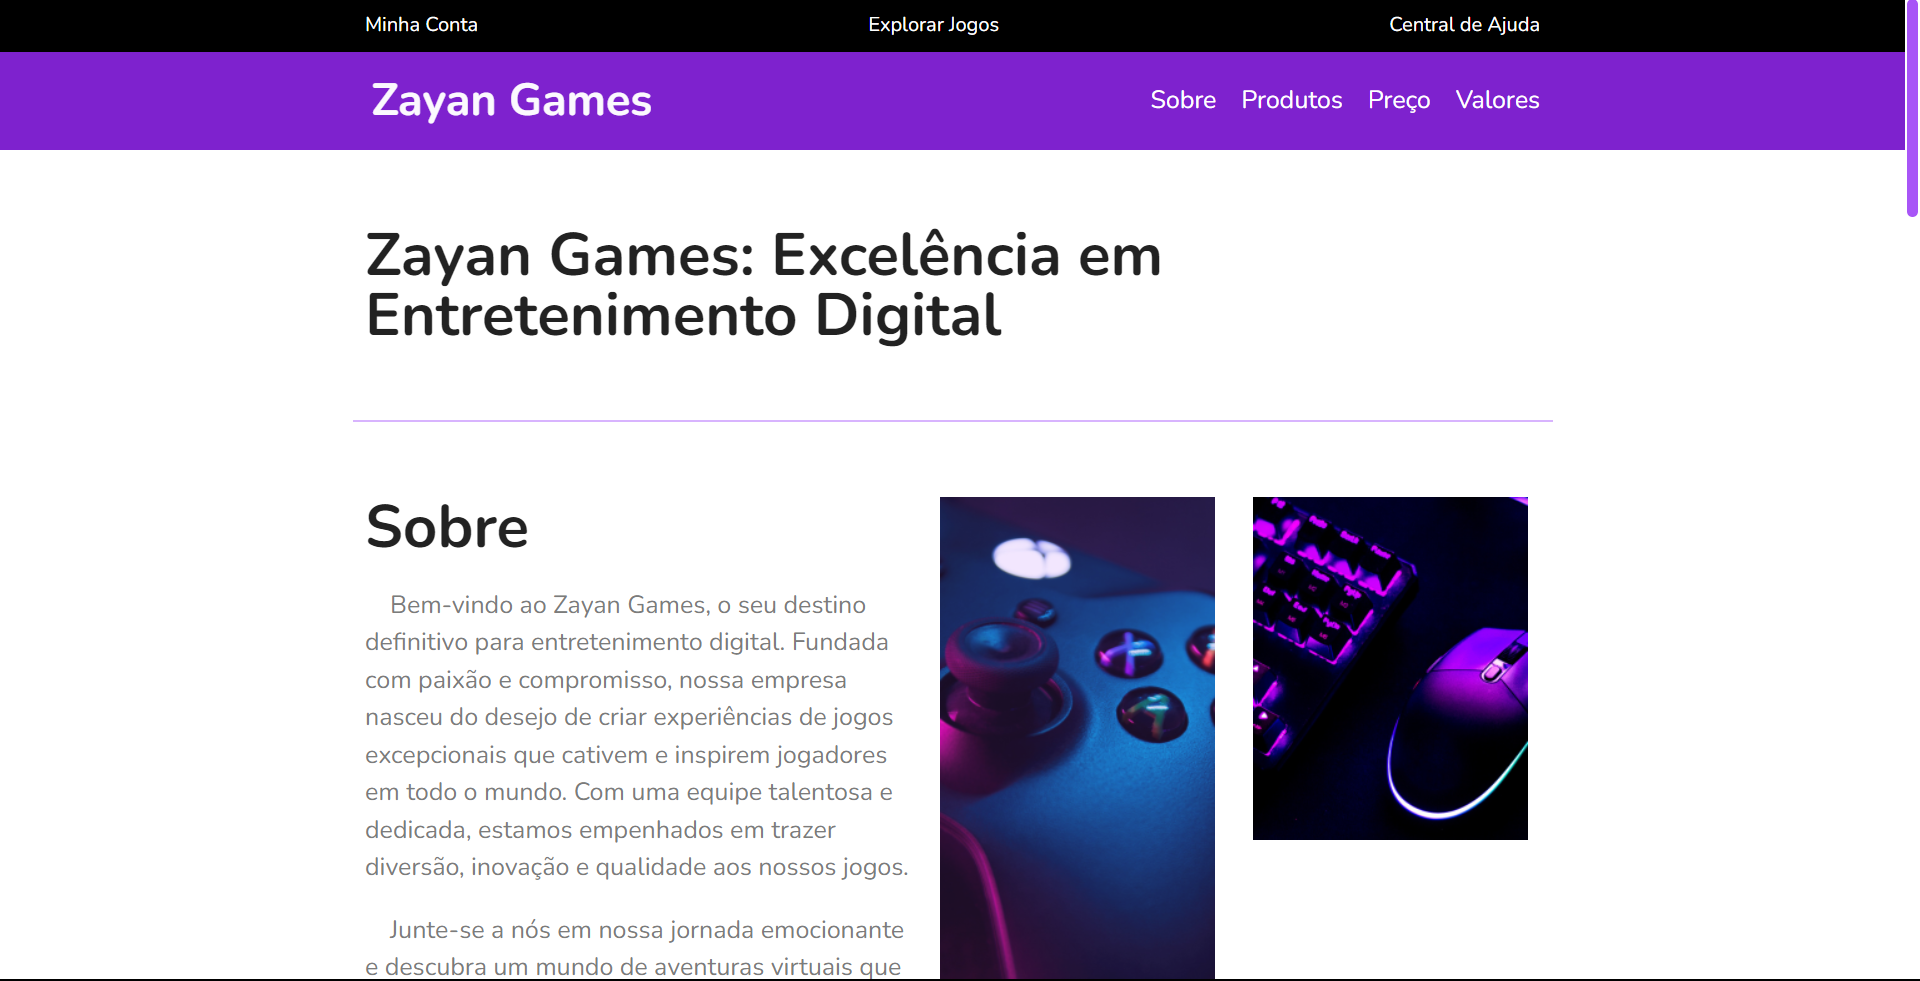 Minha Conta
Explorar Jogos
Central de Ajuda
Zayan Games
Sobre
Produtos
Preço
Valores
Zayan Games: Excelência em
Entretenimento Digital
Sobre
Bem-vindo ao Zayan Games, o seu destino
definitivo para entretenimento digital. Fundada
com paixão e compromisso, nossa empresa
nasceu do desejo de criar experiências de jogos
excepcionais que cativem e inspirem jogadores
em todo o mundo. Com uma equipe talentosa e
dedicada, estamos empenhados em trazer
diversão, inovação e qualidade aos nossos jogos.
Junte-se a nós em nossa jornada emocionante
e descubra um mundo de aventuras virtuais que
X
A